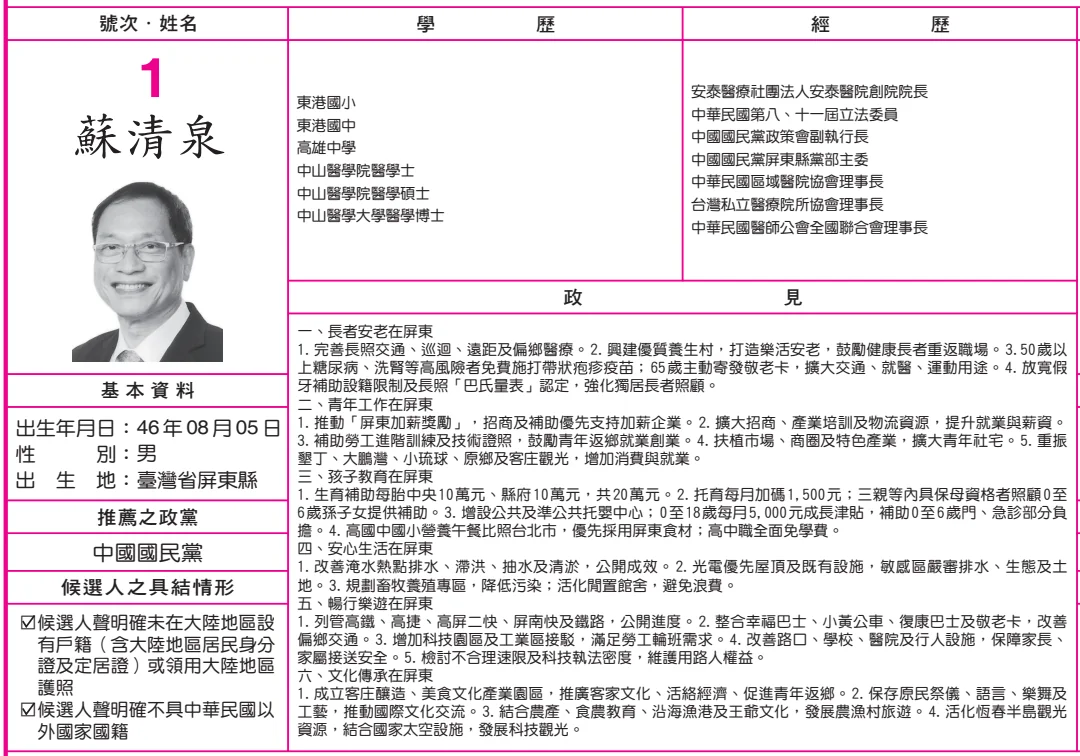 號次·姓名
1
蘇清泉
學歷
東港國小
東港國中
高雄中學
中山醫學院醫學士
中山醫學院醫學碩士
中山醫學大學醫學博士
經歷
安泰醫療社團法人安泰醫院創院院長
中華民國第八、十一屆立法委員
中國國民黨政策會副執行長
中國國民黨屏東縣黨部主委
中華民國區域醫院協會理事長
台灣私立醫療院所協會理事長
中華民國醫師公會全國聯合會理事長
基本資料
出生年月日：46年08月05日
性別：男
出生地：臺灣省屏東縣
推薦之政黨
中國國民黨
候選人之具結情形
☑候選人聲明確未在大陸地區設
有戶籍（含大陸地區居民身分
證及定居證）或領用大陸地區
護照
☑候選人聲明確不具中華民國以
外國家國籍
政見
一、長者安老在屏東
1.完善長照交通、巡迴、遠距及偏鄉醫療。2.興建優質養生村，打造樂活安老，鼓勵健康長者重返職場。3.50歲以
上糖尿病、洗腎等高風險者免費施打帶狀疱疹疫苗；65歲主動寄發敬老卡，擴大交通、就醫、運動用途。4.放寬假
牙補助設籍限制及長照「巴氏量表」認定，強化獨居長者照顧。
二、青年工作在屏東
1.推動「屏東加薪獎勵」，招商及補助優先支持加薪企業。2.擴大招商、產業培訓及物流資源，提升就業與薪資。
3.補助勞工進階訓練及技術證照，鼓勵青年返鄉就業創業。4.扶植市場、商圈及特色產業，擴大青年社宅。5.重振
墾丁、大鵬灣、小琉球、原鄉及客庄觀光，增加消費與就業。
三、孩子教育在屏東
1.生育補助每胎中央10萬元、縣府10萬元，共20萬元。2.托育每月加碼1,500元；三親等內具保母資格者照顧0至
6歲孫子女提供補助。3.增設公共及準公共托嬰中心；0至18歲每月5,000元成長津貼，補助0至6歲門、急診部分負
擔。4.高國中國小營養午餐比照台北市，優先採用屏東食材；高中職全面免學費。
四、安心生活在屏東
1.改善淹水熱點排水、滯洪、抽水及清淤，公開成效。2.光電優先屋頂及既有設施，敏感區嚴審排水、生態及土
地。3.規劃畜牧養殖專區，降低污染；活化閒置館舍，避免浪費。
五、暢行樂遊在屏東
1.列管高鐵、高捷、高屏二快、屏南快及鐵路，公開進度。2.整合幸福巴士、小黃公車、復康巴士及敬老卡，改善
偏鄉交通。3.增加科技園區及工業區接駁，滿足勞工輪班需求。4.改善路口、學校、醫院及行人設施，保障家長、
家屬接送安全。5.檢討不合理速限及科技執法密度，維護用路人權益。
六、文化傳承在屏東
1.成立客庄釀造、美食文化產業園區，推廣客家文化、活絡經濟、促進青年返鄉。2.保存原民祭儀、語言、樂舞及
工藝，推動國際文化交流。3.結合農產、食農教育、沿海漁港及王爺文化，發展農漁村旅遊。4.活化恆春半島觀光
資源，結合國家太空設施，發展科技觀光。